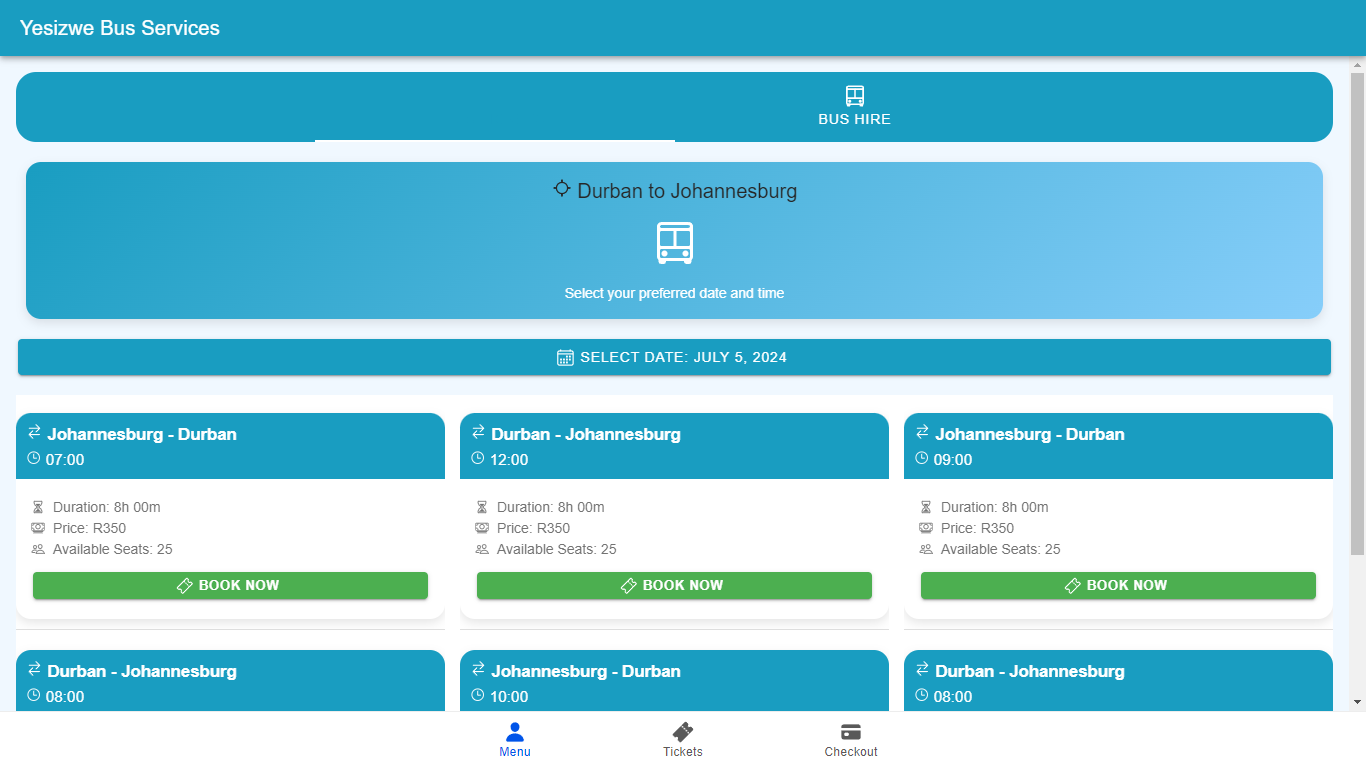 Yesizwe Bus Services
BUS HIRE
Durban to Johannesburg
Select your preferred date and time
SELECT DATE: JULY 5, 2024
Johannesburg - Durban
07:00
Duration: 8h 00m
Price: R350
Available Seats: 25
BOOK NOW
Durban - Johannesburg
12:00
Duration: 8h 00m
Price: R350
Available Seats: 25
BOOK NOW
Johannesburg - Durban
09:00
Duration: 8h 00m
Price: R350
Available Seats: 25
BOOK NOW
Durban - Johannesburg
08:00
Johannesburg - Durban
10:00
Durban - Johannesburg
08:00
Menu
Tickets
Checkout